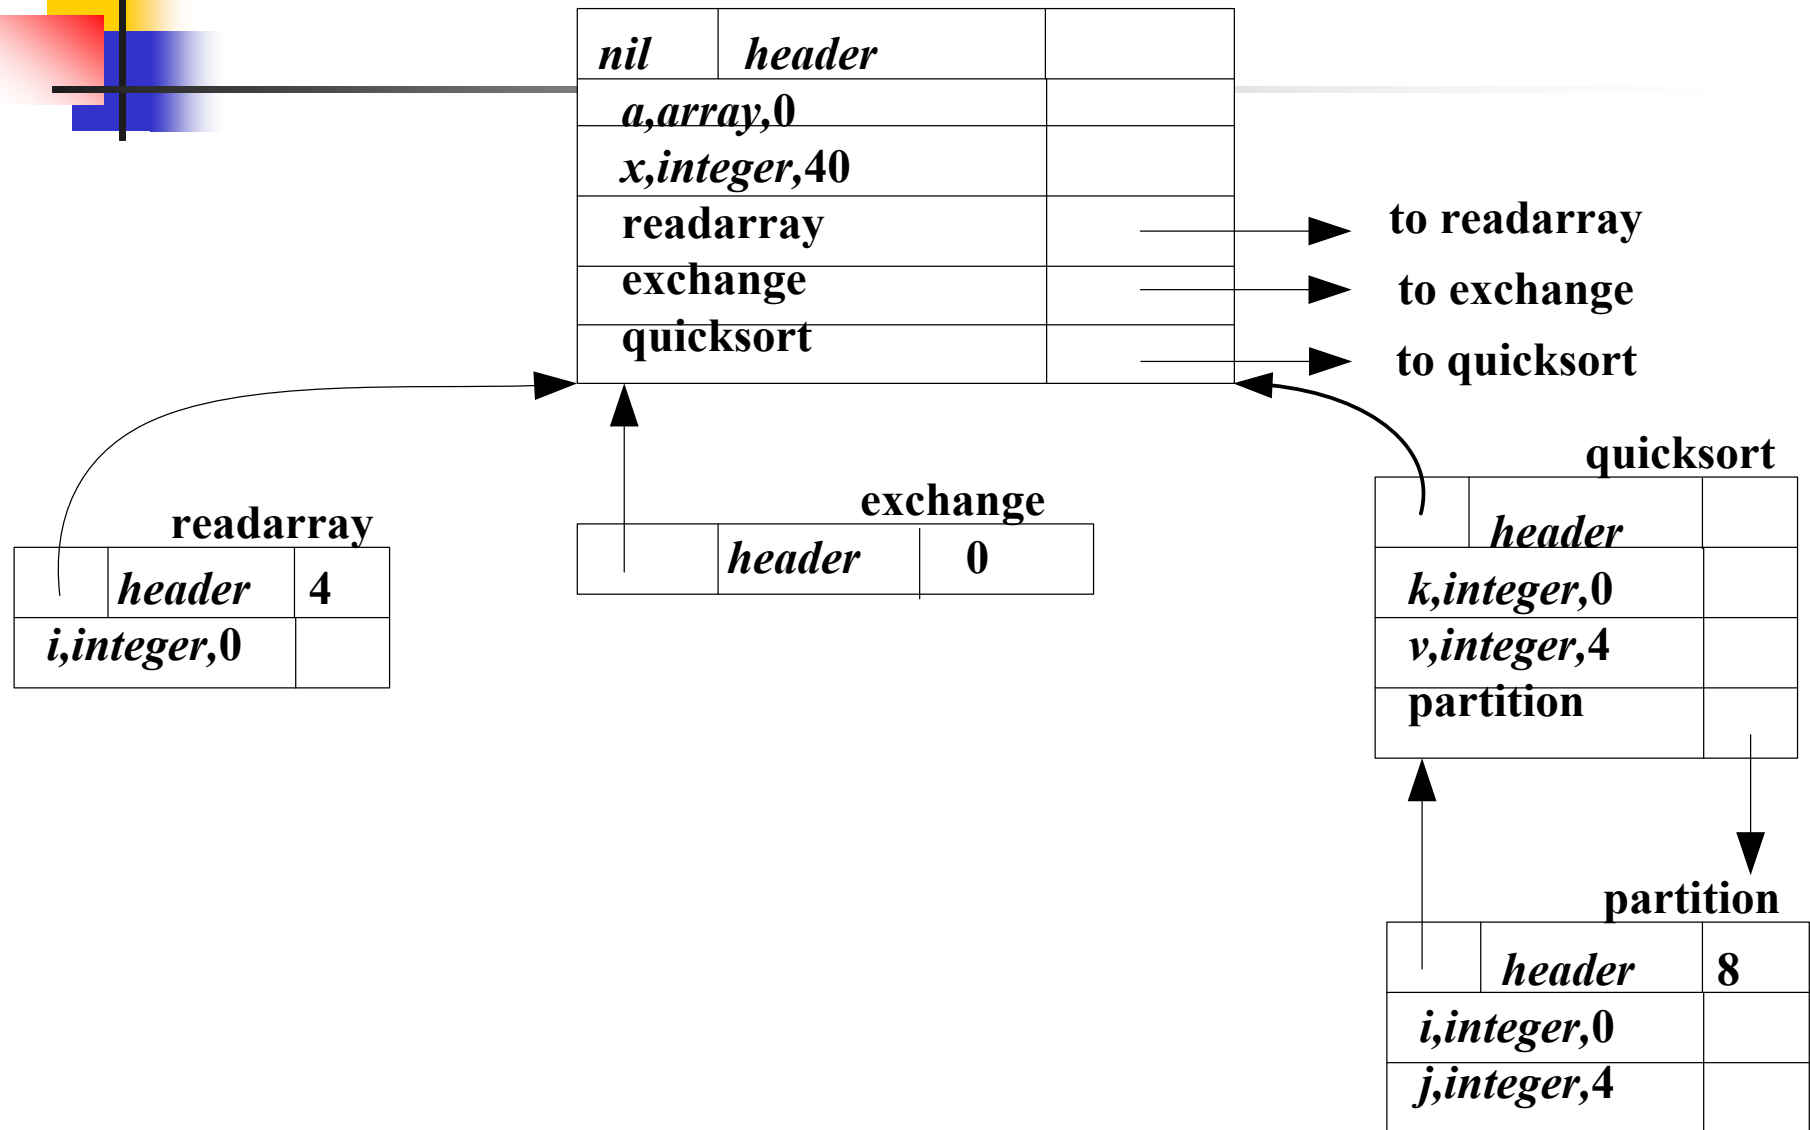 nil header
a,array,0
x,integer,40
readarray
exchange
quicksort
to readarray
to exchange
to quicksort
readarray
header 4
i,integer,0
exchange
header 0
quicksort
header
k,integer,0
v,integer,4
partition
partition
header 8
i,integer,0
j,integer,4